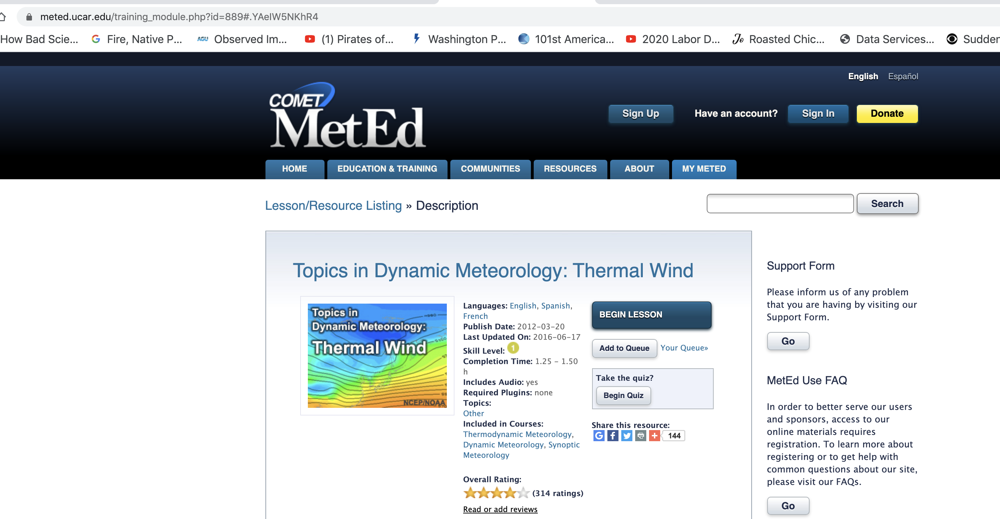 meted.ucar.edu/training_module.php?id=889#.YAeIW5NKhR4
How Bad Scie... Fire, Native P... AGU Observed Im... (1) Pirates of... Washington P... 101st America... 2020 Labor D... Jo Roasted Chic... Data Services... Sudden
English Español
COMET
MetEd
Sign Up Have an account? Sign In Donate
HOME EDUCATION & TRAINING COMMUNITIES RESOURCES ABOUT MY METED
Lesson/Resource Listing » Description
Search
Topics in Dynamic Meteorology: Thermal Wind
Topics in
Dynamic Meteorology:
Thermal Wind
NCEP/NOAA
Languages: English, Spanish,
French
Publish Date: 2012-03-20
Last Updated On: 2016-06-17
Skill Level: 1
Completion Time: 1.25 - 1.50
h
Includes Audio: yes
Required Plugins: none
Topics:
Other
Included in Courses:
Thermodynamic Meteorology,
Dynamic Meteorology, Synoptic
Meteorology
Overall Rating:
(314 ratings)
Read or add reviews
BEGIN LESSON
Add to Queue Your Queue»
Take the quiz?
Begin Quiz
Share this resource:
144
Support Form
Please inform us of any problem
that you are having by visiting our
Support Form.
Go
MetEd Use FAQ
In order to better serve our users
and sponsors, access to our
online materials requires
registration. To learn more about
registering or to get help with
common questions about our site,
please visit our FAQs.
Go